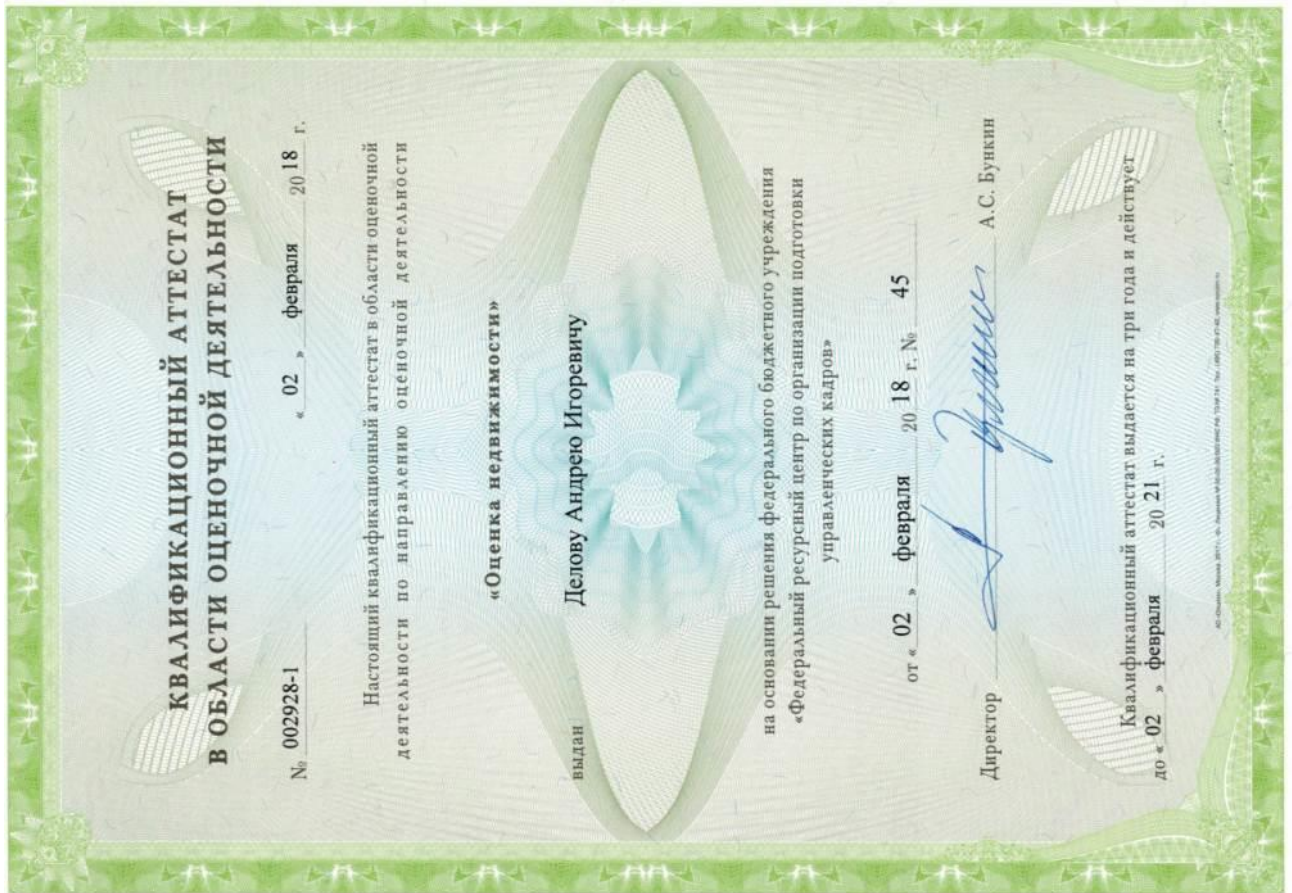 КВАЛИФИКАЦИОННЫЙ АТТЕСТАТ
В ОБЛАСТИ ОЦЕНОЧНОЙ ДЕЯТЕЛЬНОСТИ
№ 002928-1 « 02 » февраля 20 18 г.
Настоящий квалификационный аттестат в области оценочной
деятельности по направлению оценочной деятельности
«Оценка недвижимости»
выдан Делову Андрею Игоревичу
на основании решения федерального бюджетного учреждения
«Федеральный ресурсный центр по организации подготовки
управленческих кадров»
от « 02 » февраля 20 18 г. № 45
Директор А.С. Бункин
Квалификационный аттестат выдается на три года и действует
до « 02 » февраля 20 21 г.